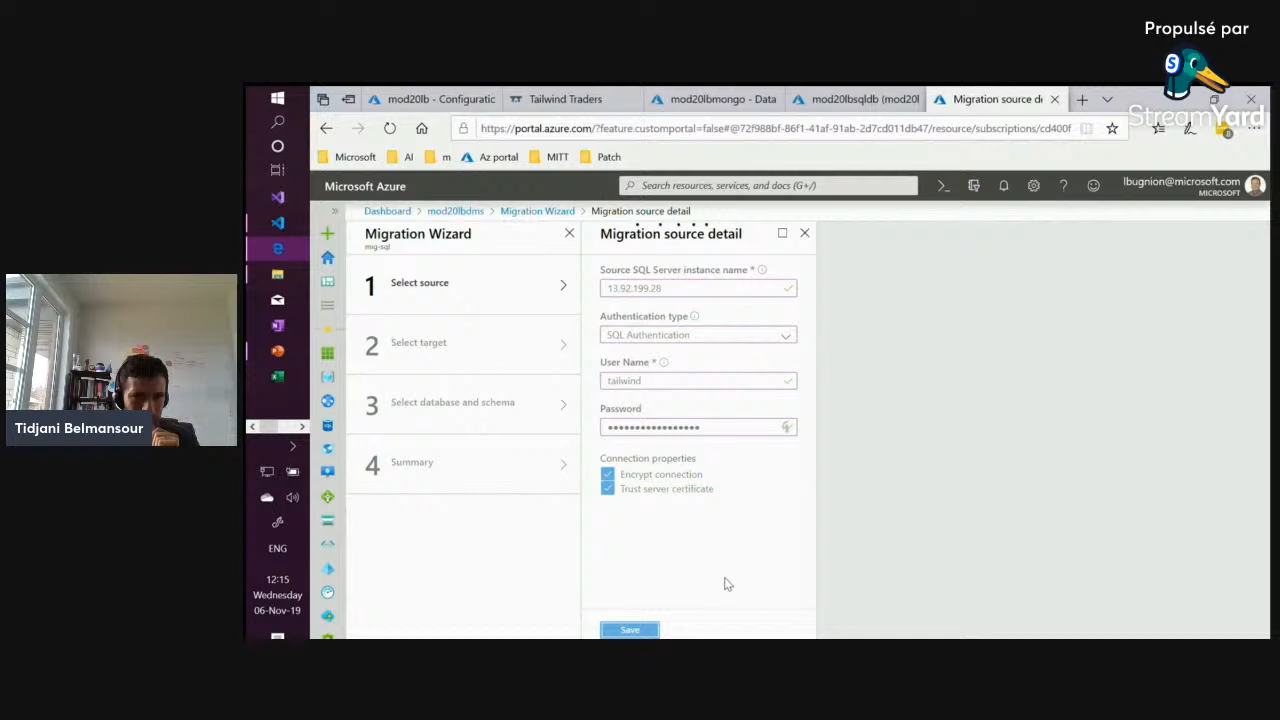 Propulsé par
S
StreamYard
mod20lb - Configuratic
Tailwind Traders
mod20lbmongo - Data
mod20lbsqldb (mod20l
Migration source de
https://portal.azure.com/?feature.customportal=false#@72f988bf-86f1-41af-91ab-2d7cd011db47/resource/subscriptions/cd400f
Microsoft
AI
m
Az portal
MITT
Patch
Microsoft Azure
Search resources, services, and docs (G+/)
lbugnion@microsoft.com
MICROSOFT
Dashboard
mod20lbdms
Migration Wizard
Migration source detail
Migration Wizard
mig-sql
1 Select source
2 Select target
3 Select database and schema
4 Summary
Migration source detail
Source SQL Server instance name *
13.92.199.28
Authentication type
SQL Authentication
User Name *
tailwind
Password
Connection properties
Encrypt connection
Trust server certificate
Save
Tidjani Belmansour
ENG
12:15
Wednesday
06-Nov-19